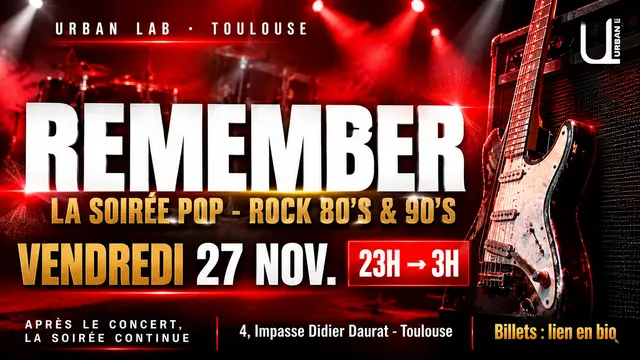 URBAN LAB · TOULOUSE
URBAN
REMEMBER
LA SOIRÉE POP - ROCK 80'S & 90'S
VENDREDI 27 NOV. 23H → 3H
APRÈS LE CONCERT,
LA SOIRÉE CONTINUE
4, Impasse Didier Daurat - Toulouse
Billets : lien en bio